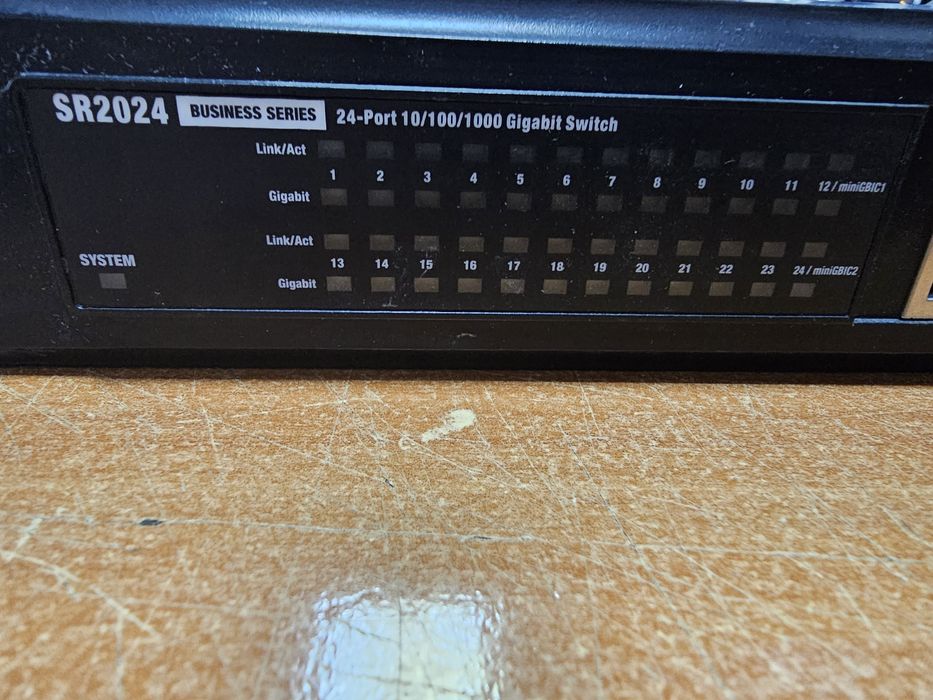 SR2024 BUSINESS SERIES 24-Port 10/100/1000 Gigabit Switch
Link/Act
1 2 3 4 5 6 7 8 9 10 11 12 / miniGBIC1
Gigabit
Link/Act
SYSTEM
13 14 15 16 17 18 19 20 21 22 23 24 / miniGBIC2
Gigabit